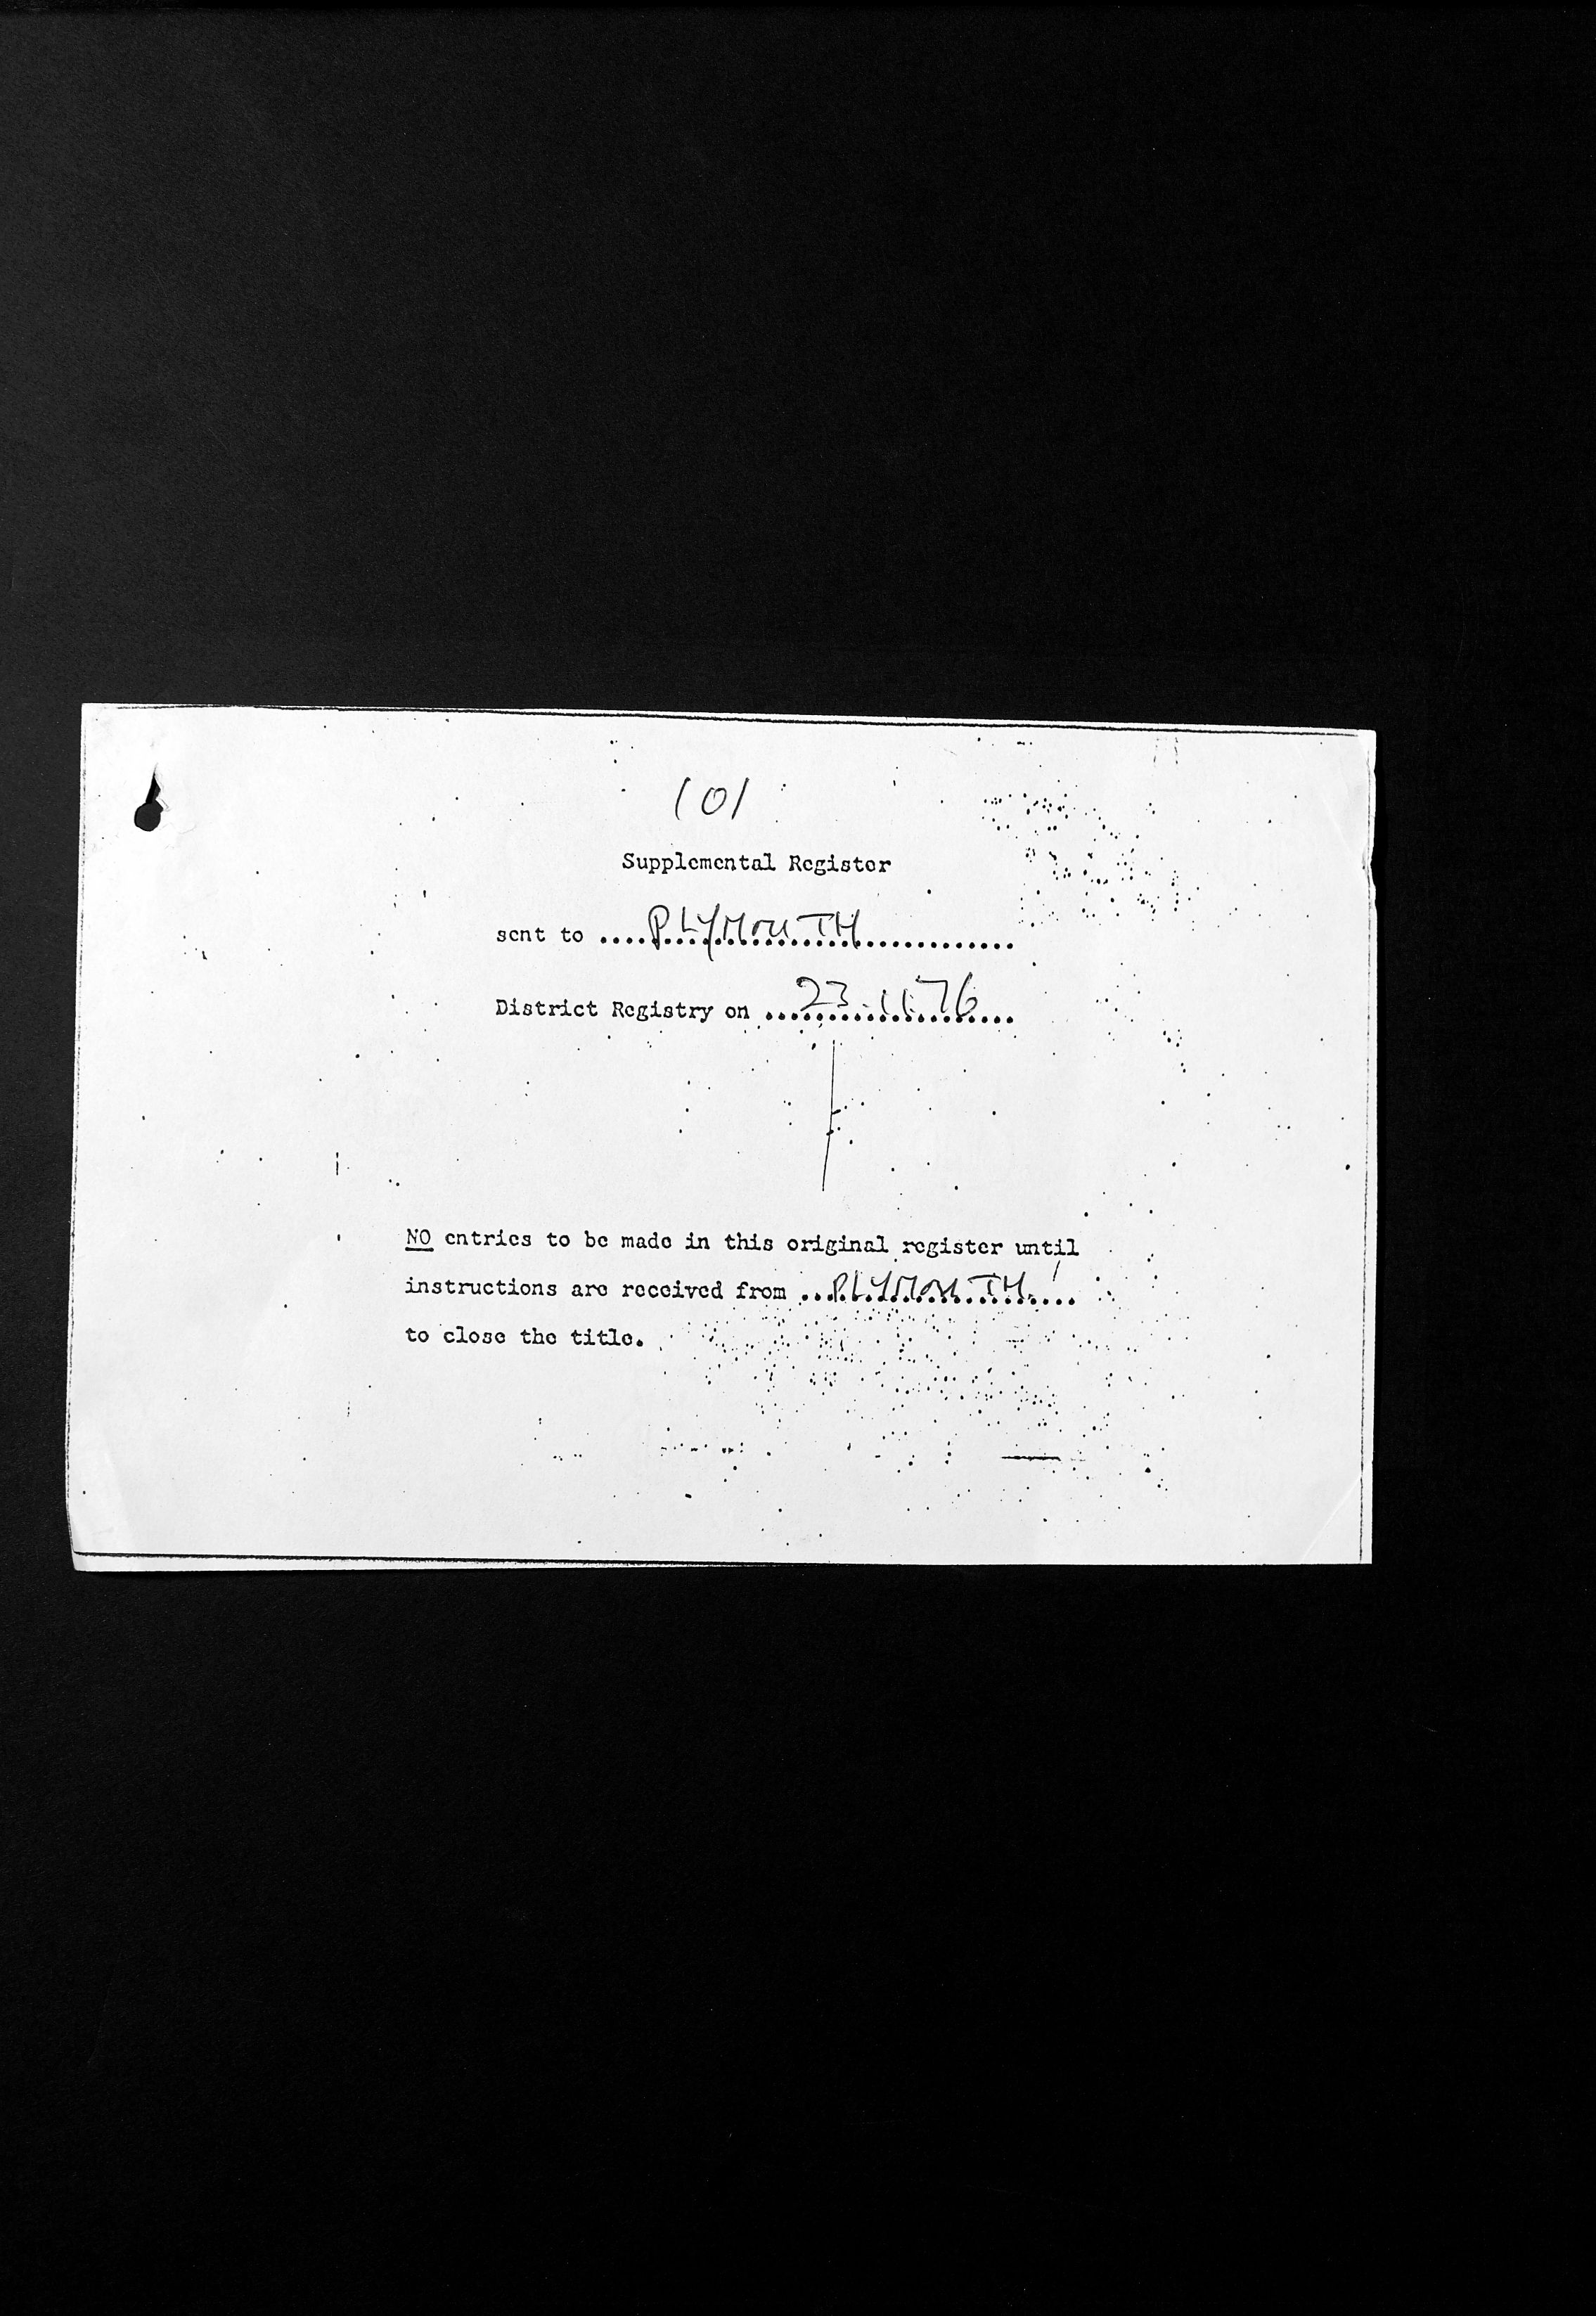 101
Supplemental Register
sent to ....PLYMOUTH....................
District Registry on ...23.11.76...
NO entries to be made in this original register until
instructions are received from ...PLYMOUTH....
to close the title.